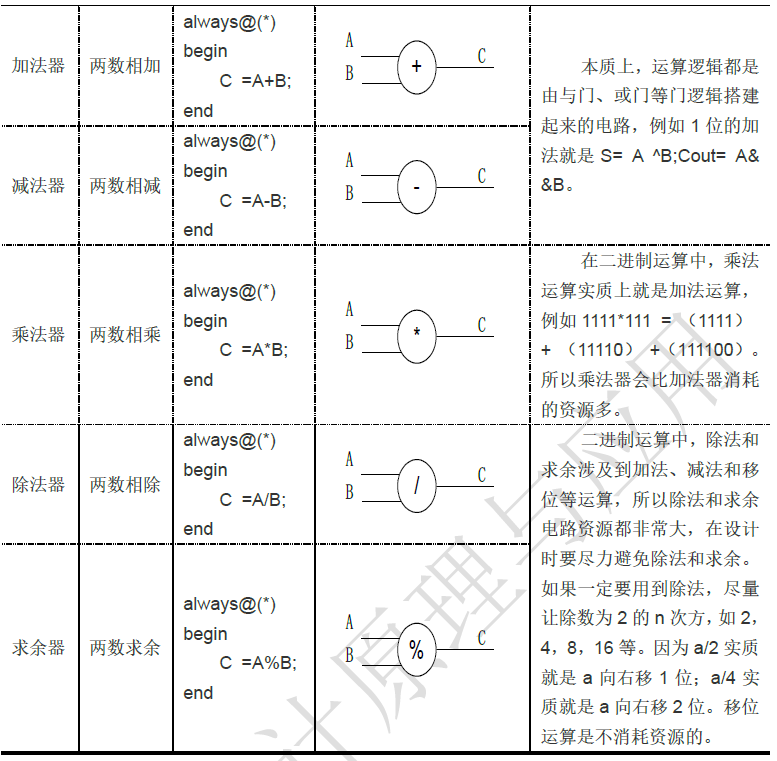 加法器
两数相加
always@(*)
begin
C =A+B;
end
A
B
+
C
本质上，运算逻辑都是
由与门、或门等门逻辑搭建
起来的电路，例如 1 位的加
法就是 S= A ^B;Cout= A&
&B。
减法器
两数相减
always@(*)
begin
C =A-B;
end
A
B
-
C
乘法器
两数相乘
always@(*)
begin
C =A*B;
end
A
B
*
C
在二进制运算中，乘法
运算实质上就是加法运算，
例如 1111*111 = （1111）
+ （11110） +（111100）。
所以乘法器会比加法器消耗
的资源多。
除法器
两数相除
always@(*)
begin
C =A/B;
end
A
B
/
C
二进制运算中，除法和
求余涉及到加法、减法和移
位等运算，所以除法和求余
电路资源都非常大，在设计
时要尽力避免除法和求余。
如果一定要用到除法，尽量
让除数为 2 的 n 次方，如 2，
4，8，16 等。因为 a/2 实质
就是 a 向右移 1 位；a/4 实
质就是 a 向右移 2 位。移位
运算是不消耗资源的。
求余器
两数求余
always@(*)
begin
C =A%B;
end
A
B
%
C
计原理与应用